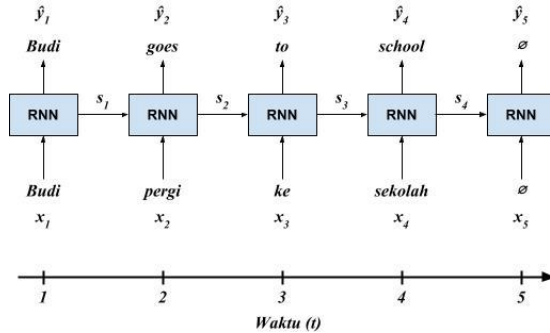 ŷ₁ ŷ₂ ŷ₃ ŷ₄ ŷ₅
Budi goes to school ∅
s₁ s₂ s₃ s₄
RNN RNN RNN RNN RNN
Budi pergi ke sekolah ∅
x₁ x₂ x₃ x₄ x₅
1 2 3 4 5
Waktu (t)